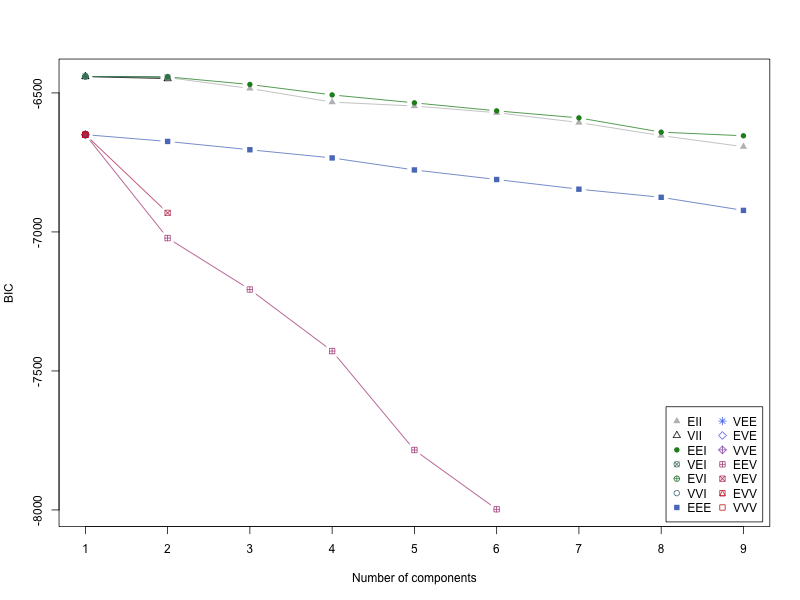 -6500
-7000
-7500
-8000
BIC
1 2 3 4 5 6 7 8 9
Number of components
EII VEE
VII EVE
EEI VVE
VEI EEV
EVI VEV
VVI EVV
EEE VVV